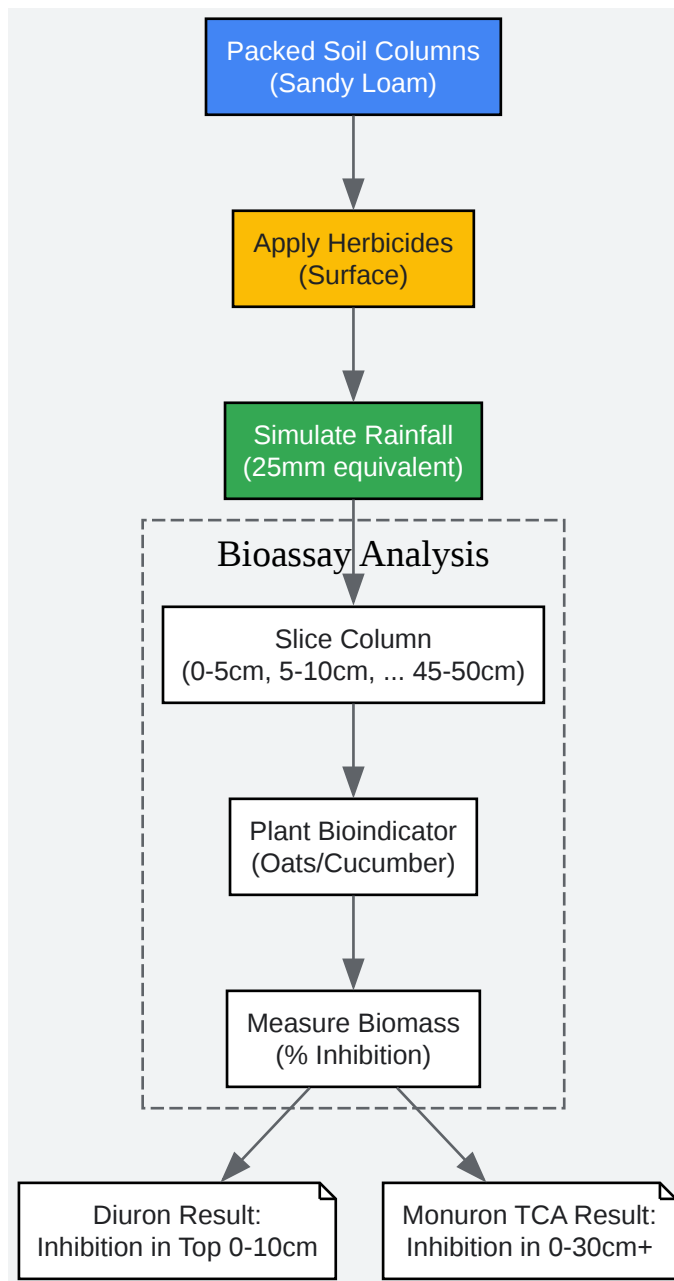 Packed Soil Columns
(Sandy Loam)
Apply Herbicides
(Surface)
Simulate Rainfall
(25mm equivalent)
Bioassay Analysis
Slice Column
(0-5cm, 5-10cm, ... 45-50cm)
Plant Bioindicator
(Oats/Cucumber)
Measure Biomass
(% Inhibition)
Diuron Result:
Inhibition in Top 0-10cm
Monuron TCA Result:
Inhibition in 0-30cm+